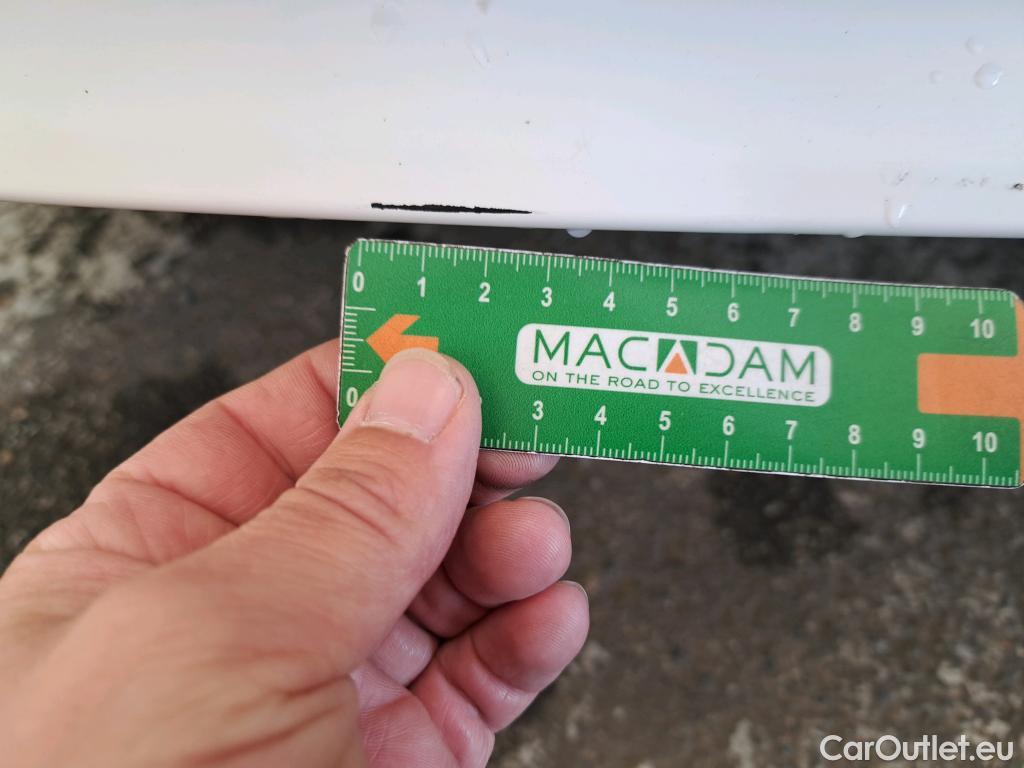 0 1 2 3 4 5 6 7 8 9 10
MACADAM
ON THE ROAD TO EXCELLENCE
0 3 4 5 6 7 8 9 10
CarOutlet.eu